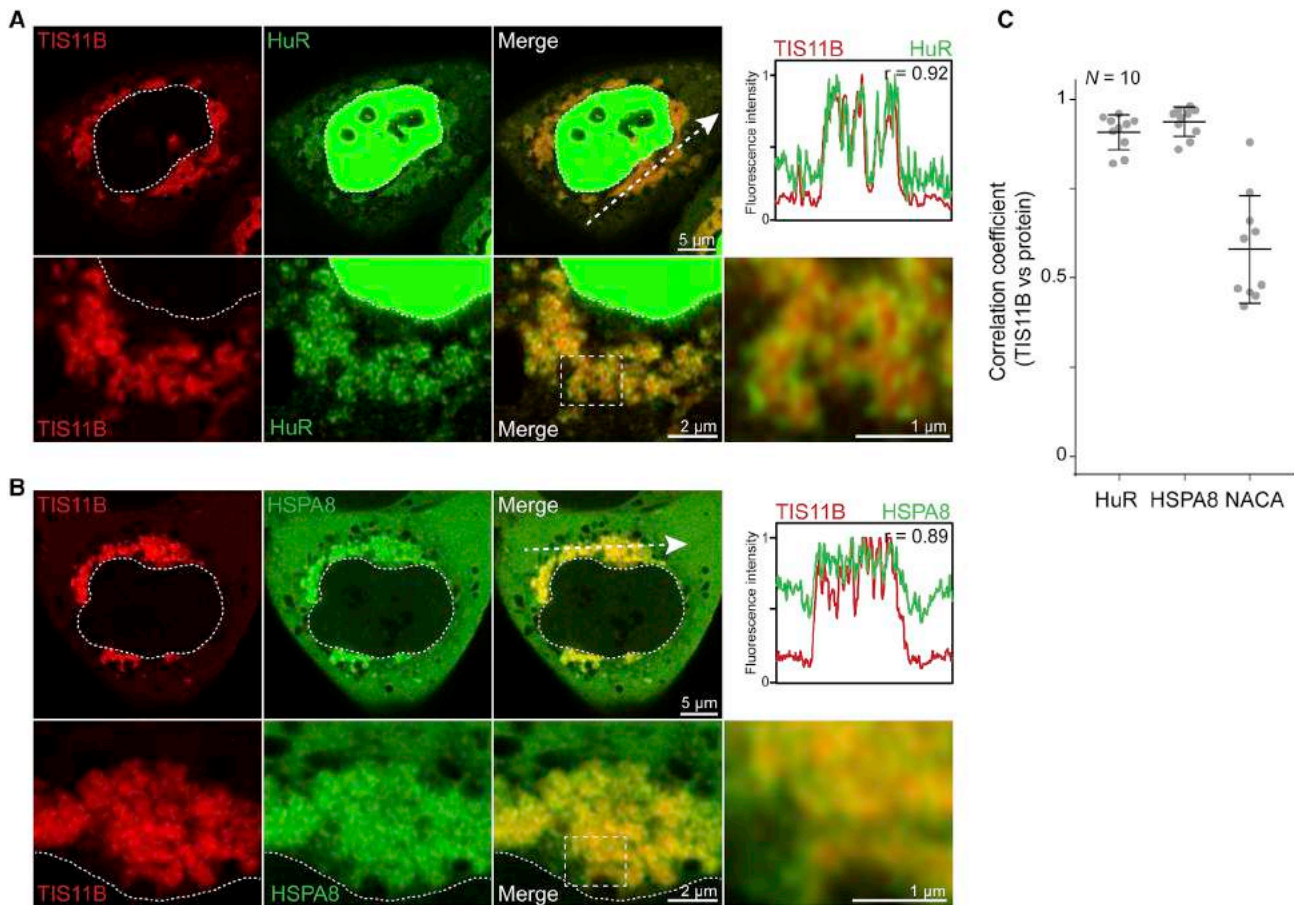 A
TIS11B
HuR
Merge
5 µm
TIS11B HuR
r = 0.92
Fluorescence intensity
1
0
TIS11B
HuR
Merge
2 µm
1 µm
B
TIS11B
HSPA8
Merge
5 µm
TIS11B HSPA8
r = 0.89
Fluorescence intensity
1
0
TIS11B
HSPA8
Merge
2 µm
1 µm
C
N = 10
1
0.5
0
Correlation coefficient
(TIS11B vs protein)
HuR HSPA8 NACA